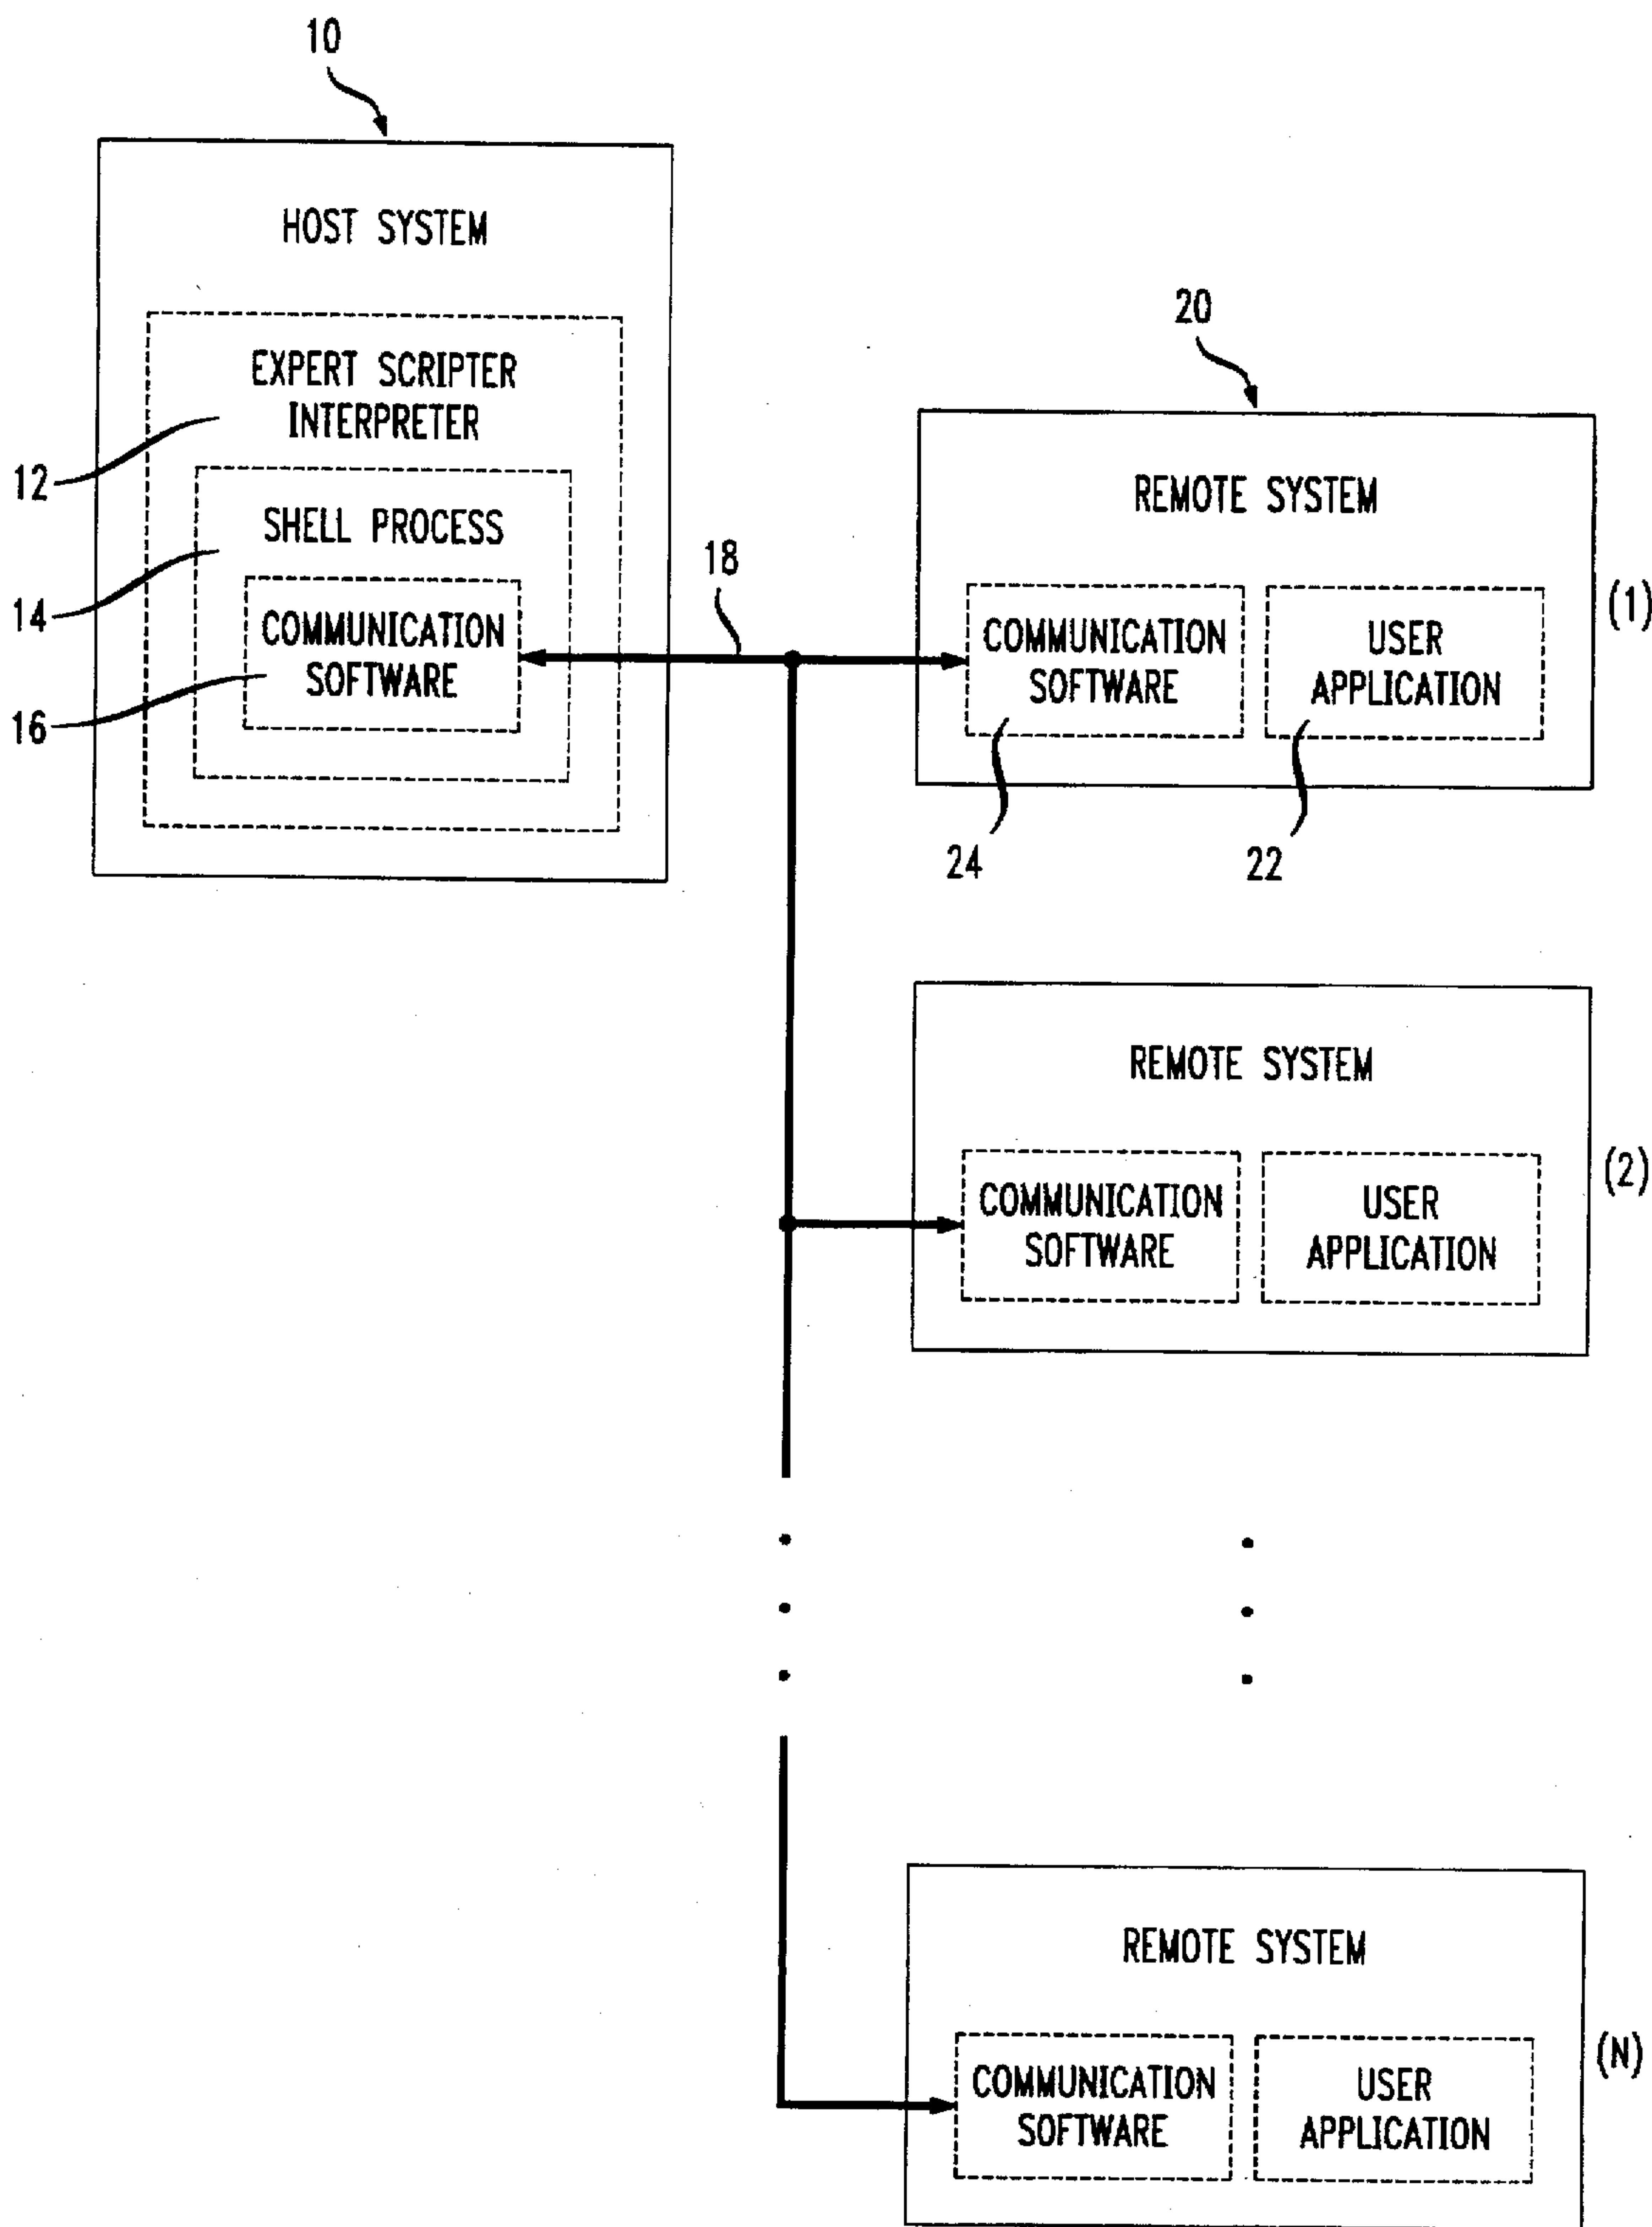 10
HOST SYSTEM
EXPERT SCRIPTER
INTERPRETER
12
SHELL PROCESS
14
COMMUNICATION
SOFTWARE
16
18
20
REMOTE SYSTEM
(1)
COMMUNICATION
SOFTWARE
USER
APPLICATION
24
22
REMOTE SYSTEM
(2)
COMMUNICATION
SOFTWARE
USER
APPLICATION
REMOTE SYSTEM
(N)
COMMUNICATION
SOFTWARE
USER
APPLICATION